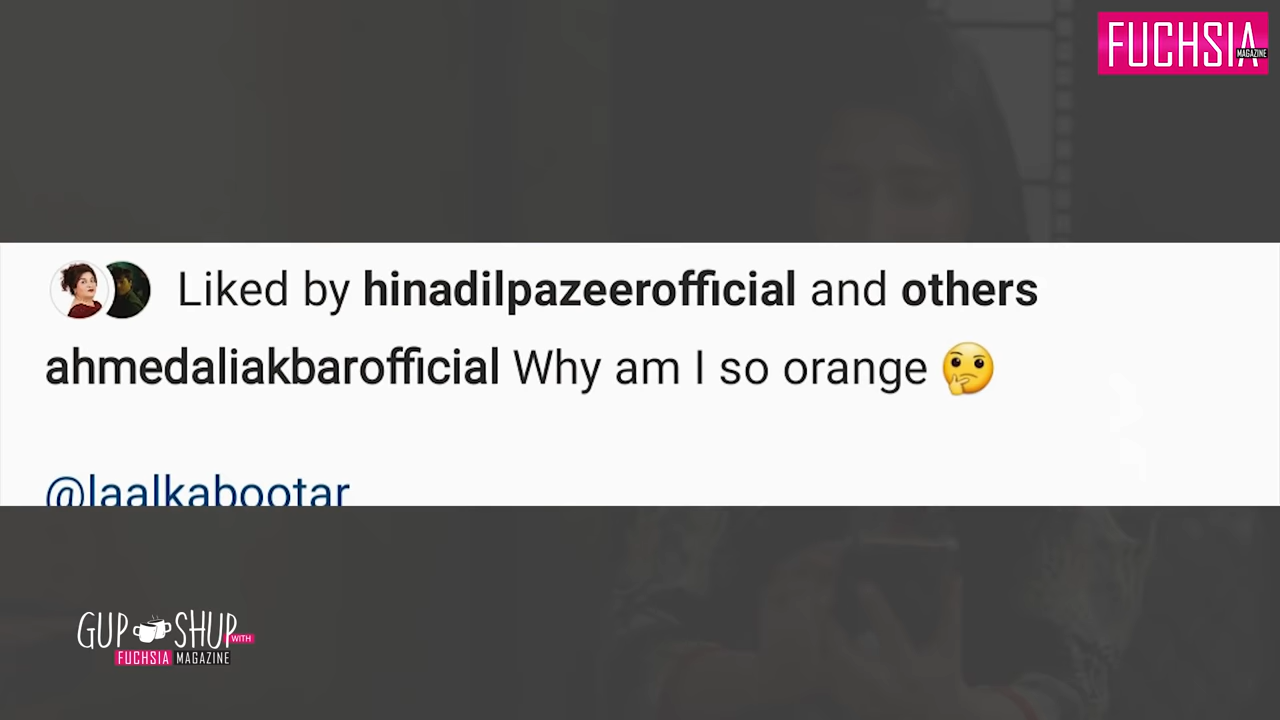 FUCHSIA
MAGAZINE
Liked by hinadilpazeerofficial and others
ahmedaliakbarofficial Why am I so orange 🤔
@laalkabootar
GUP SHUP
WITH
FUCHSIA MAGAZINE